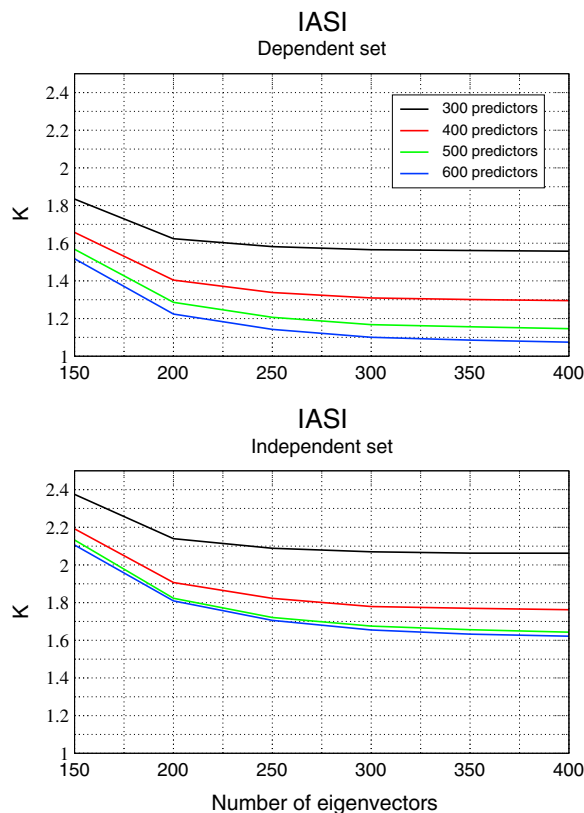 IASI
Dependent set
2.4
2.2
2
1.8
1.6
1.4
1.2
1
K
300 predictors
400 predictors
500 predictors
600 predictors
150 200 250 300 350 400
IASI
Independent set
2.4
2.2
2
1.8
1.6
1.4
1.2
1
K
150 200 250 300 350 400
Number of eigenvectors